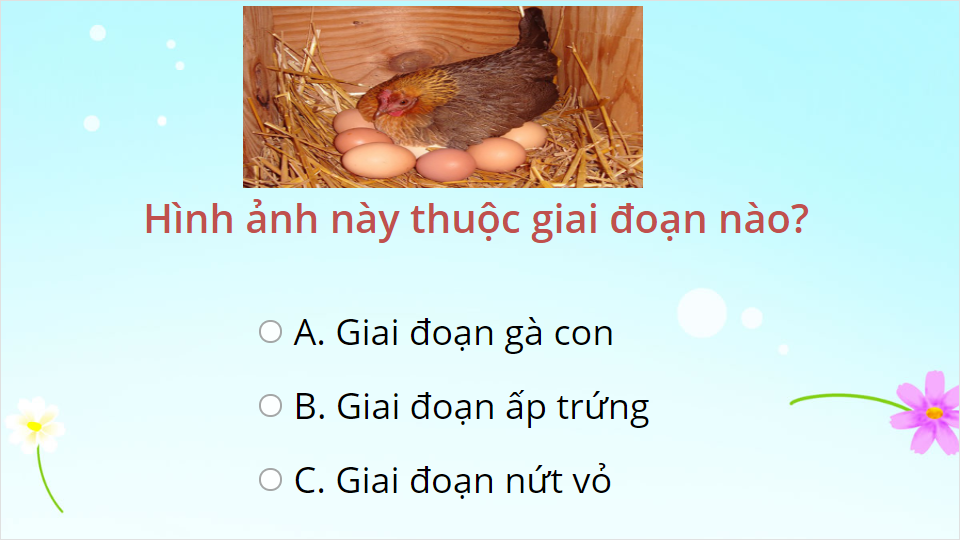 Hình ảnh này thuộc giai đoạn nào?
A. Giai đoạn gà con
B. Giai đoạn ấp trứng
C. Giai đoạn nứt vỏ